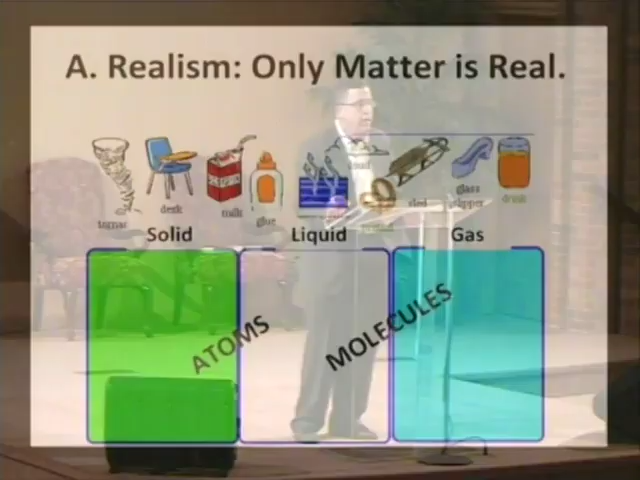 A. Realism: Only Matter is Real.
desk
milk
glue
sled
glass
slipper
drink
Solid
Liquid
Gas
ATOMS
MOLECULES